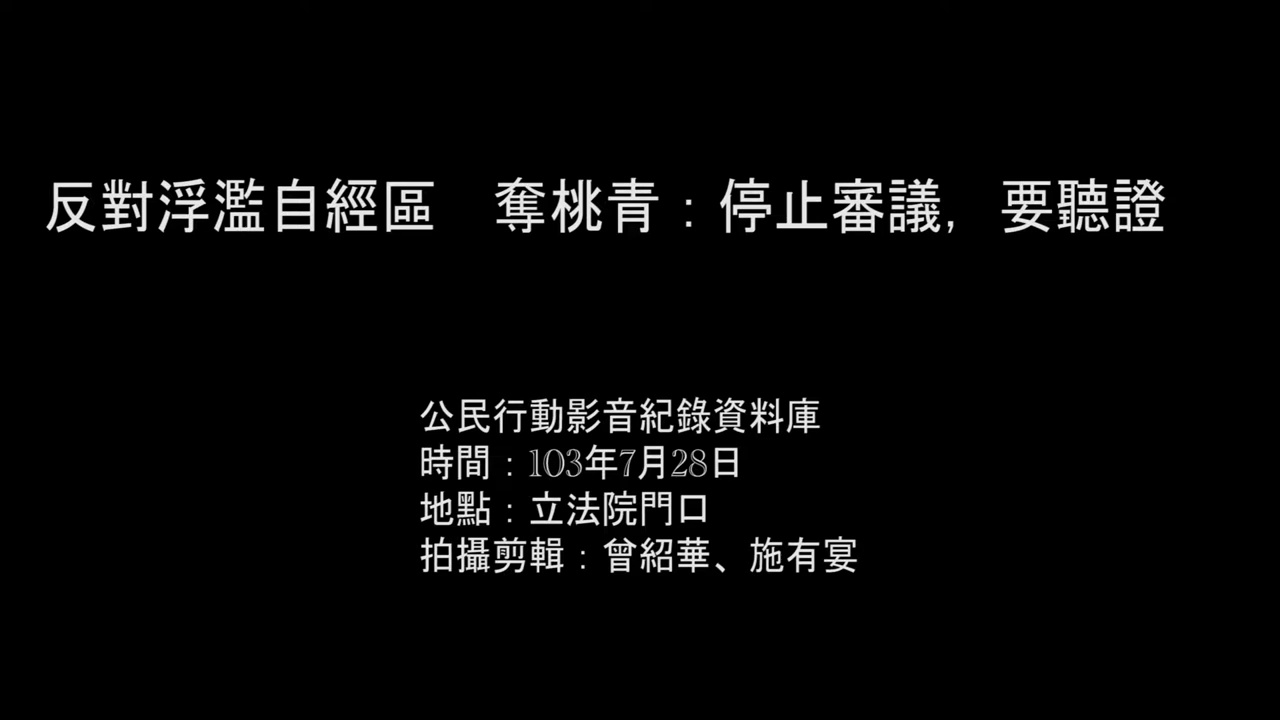 反對浮濫自經區　奪桃青：停止審議，要聽證
公民行動影音紀錄資料庫
時間：103年7月28日
地點：立法院門口
拍攝剪輯：曾紹華、施有宴